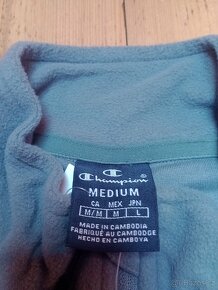 Champion
MEDIUM
CA MEX JPN
M/M M L
MADE IN CAMBODIA
FABRIQUÉ AU CAMBODGE
HECHO EN CAMBOYA